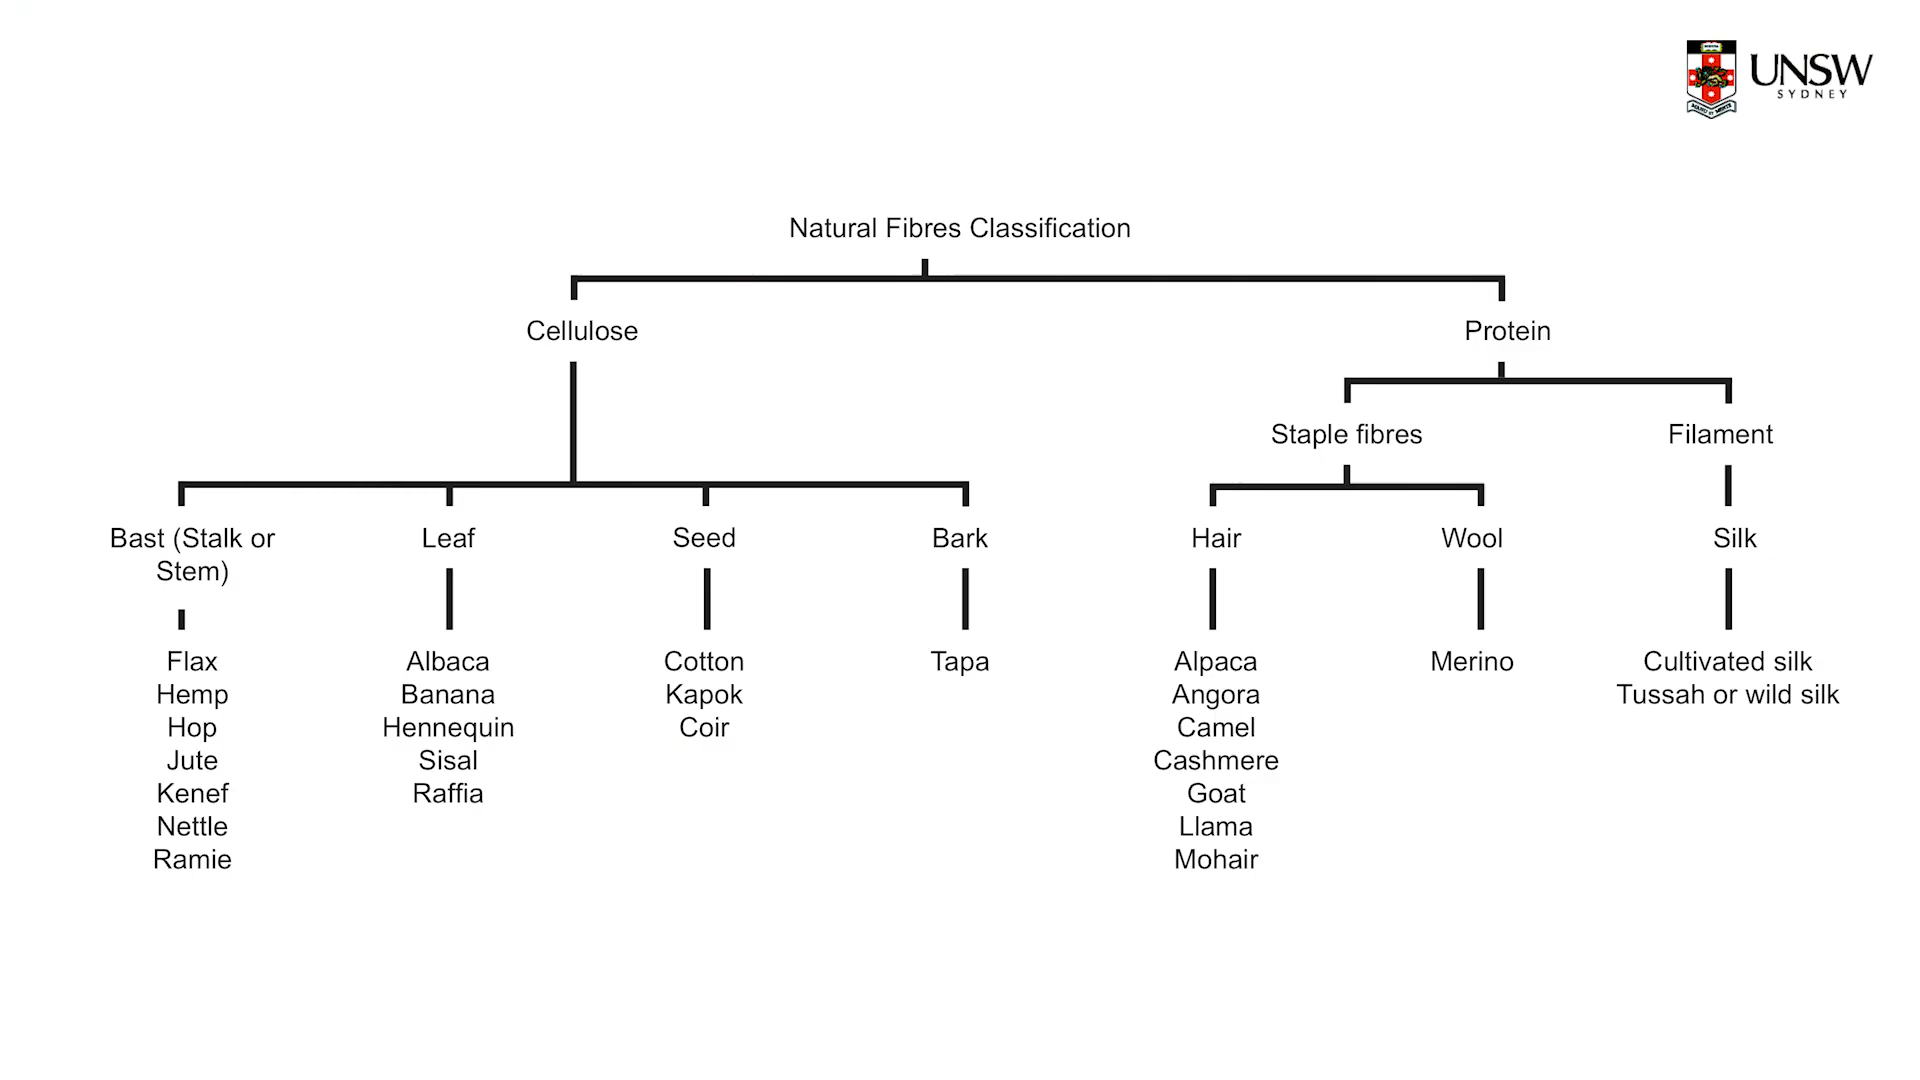 UNSW
SYDNEY
Natural Fibres Classification
Cellulose
Protein
Staple fibres
Filament
Bast (Stalk or
Stem)
Leaf
Seed
Bark
Hair
Wool
Silk
Flax
Hemp
Hop
Jute
Kenef
Nettle
Ramie
Albaca
Banana
Hennequin
Sisal
Raffia
Cotton
Kapok
Coir
Tapa
Alpaca
Angora
Camel
Cashmere
Goat
Llama
Mohair
Merino
Cultivated silk
Tussah or wild silk